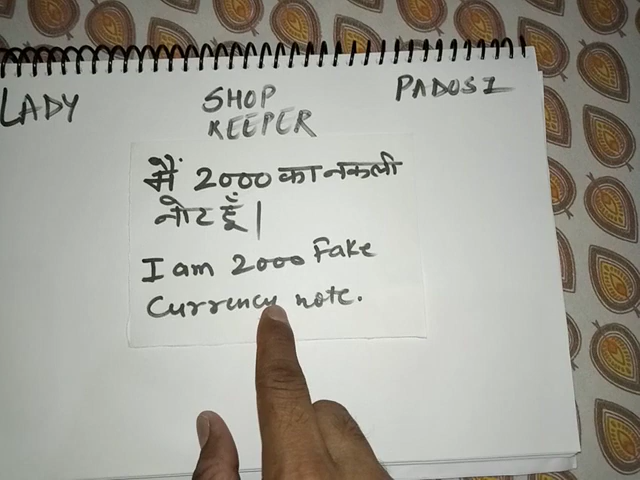 LADY SHOP PADOSI
KEEPER
मैं 2000 का नकली
नोट हूँ |
I am 2000 Fake
Currency note.